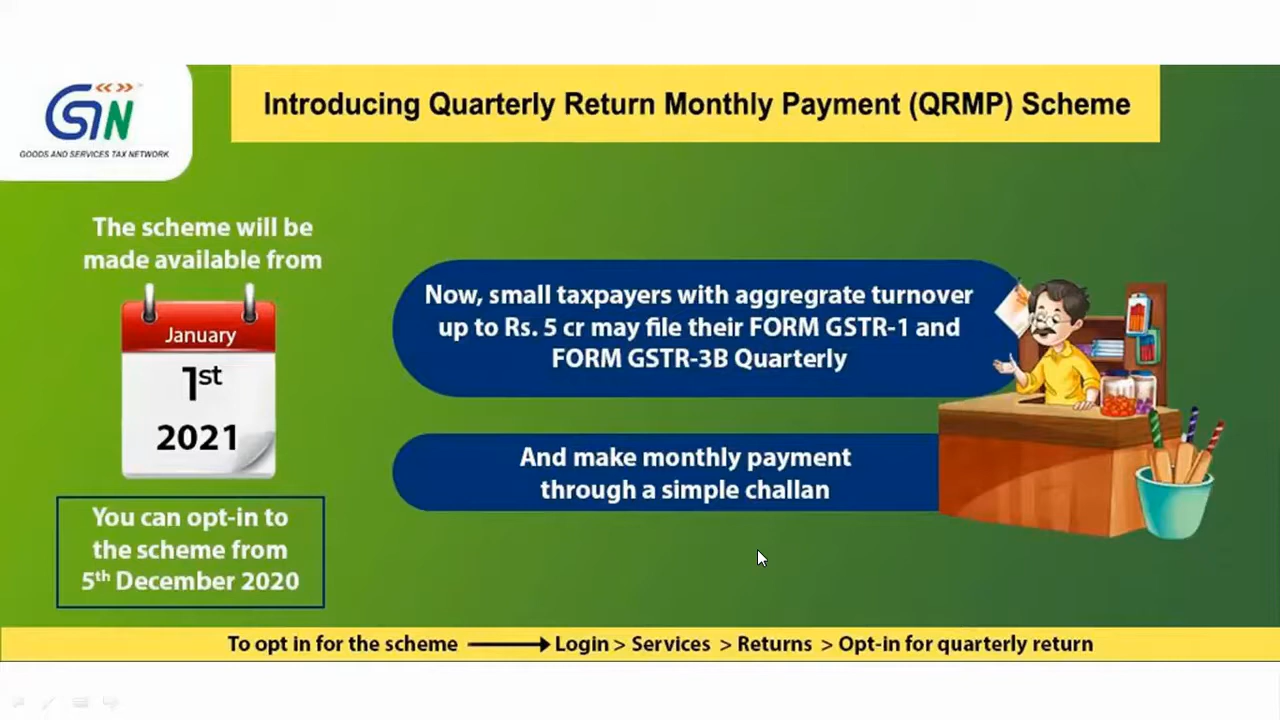 GSTN
GOODS AND SERVICES TAX NETWORK
Introducing Quarterly Return Monthly Payment (QRMP) Scheme
The scheme will be
made available from
January
1st
2021
You can opt-in to
the scheme from
5th December 2020
Now, small taxpayers with aggregrate turnover
up to Rs. 5 cr may file their FORM GSTR-1 and
FORM GSTR-3B Quarterly
And make monthly payment
through a simple challan
To opt in for the scheme Login > Services > Returns > Opt-in for quarterly return